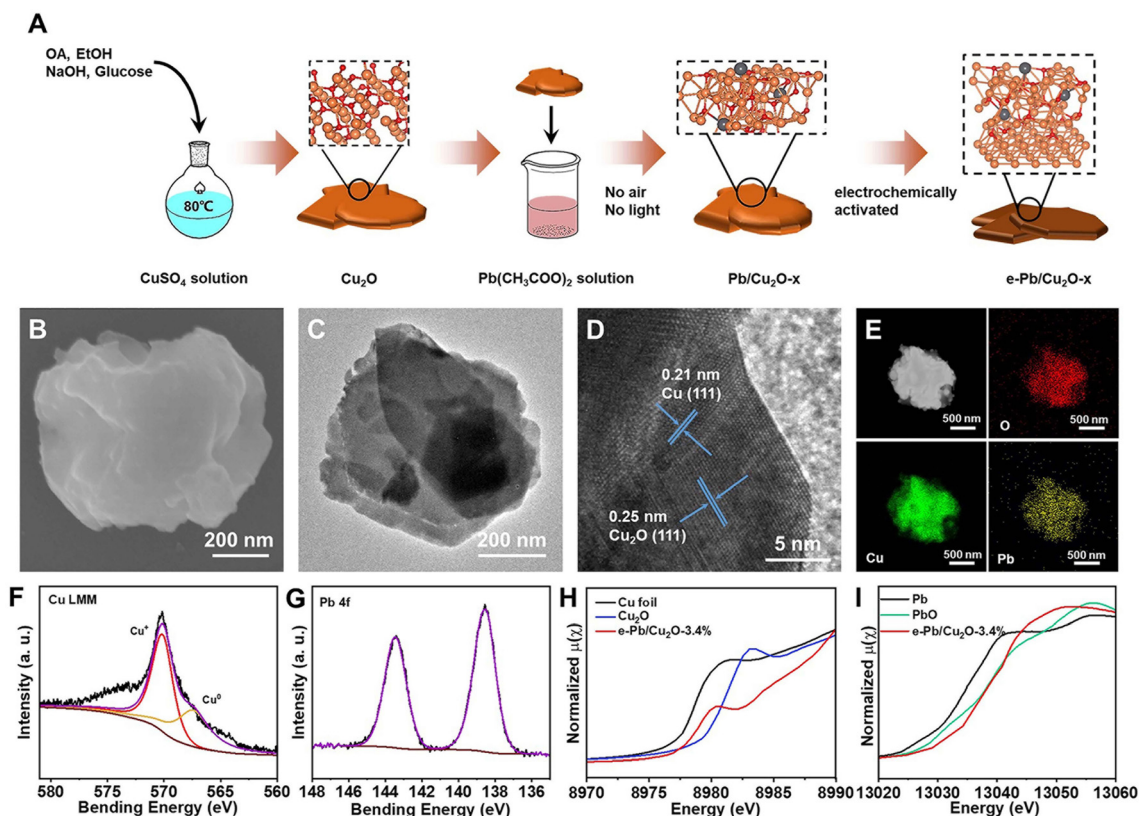 A
OA, EtOH
NaOH, Glucose
80℃
No air
No light
electrochemically
activated
CuSO₄ solution
Cu₂O
Pb(CH₃COO)₂ solution
Pb/Cu₂O-x
e-Pb/Cu₂O-x
B
200 nm
C
200 nm
D
0.21 nm
Cu (111)
0.25 nm
Cu₂O (111)
5 nm
E
500 nm
O
500 nm
Cu
500 nm
Pb
500 nm
F
Cu LMM
Cu⁺
Cu⁰
Intensity (a. u.)
580 575 570 565 560
Bending Energy (eV)
G
Pb 4f
Intensity (a. u.)
148 146 144 142 140 138 136
Bending Energy (eV)
H
Cu foil
Cu₂O
e-Pb/Cu₂O-3.4%
Normalized μ(χ)
8970 8975 8980 8985 8990
Energy (eV)
I
Pb
PbO
e-Pb/Cu₂O-3.4%
Normalized μ(χ)
13020 13030 13040 13050 13060
Energy (eV)